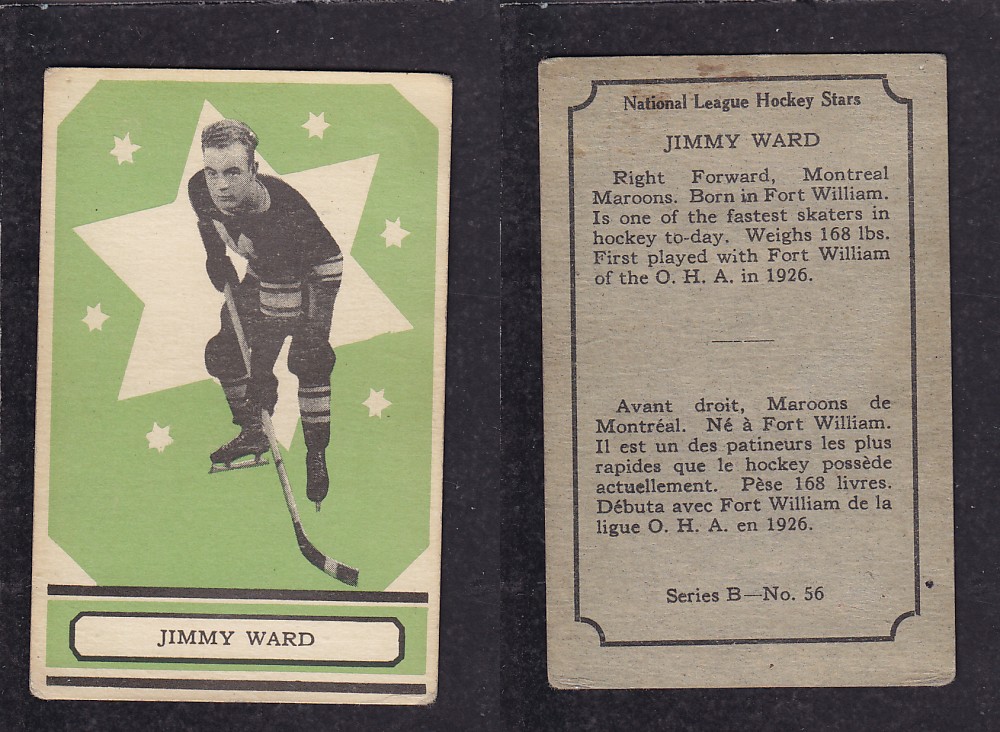 JIMMY WARD
National League Hockey Stars
JIMMY WARD
Right Forward, Montreal
Maroons. Born in Fort William.
Is one of the fastest skaters in
hockey to-day. Weighs 168 lbs.
First played with Fort William
of the O. H. A. in 1926.
Avant droit, Maroons de
Montréal. Né à Fort William.
Il est un des patineurs les plus
rapides que le hockey possède
actuellement. Pèse 168 livres.
Débuta avec Fort William de la
ligue O. H. A. en 1926.
Series B—No. 56